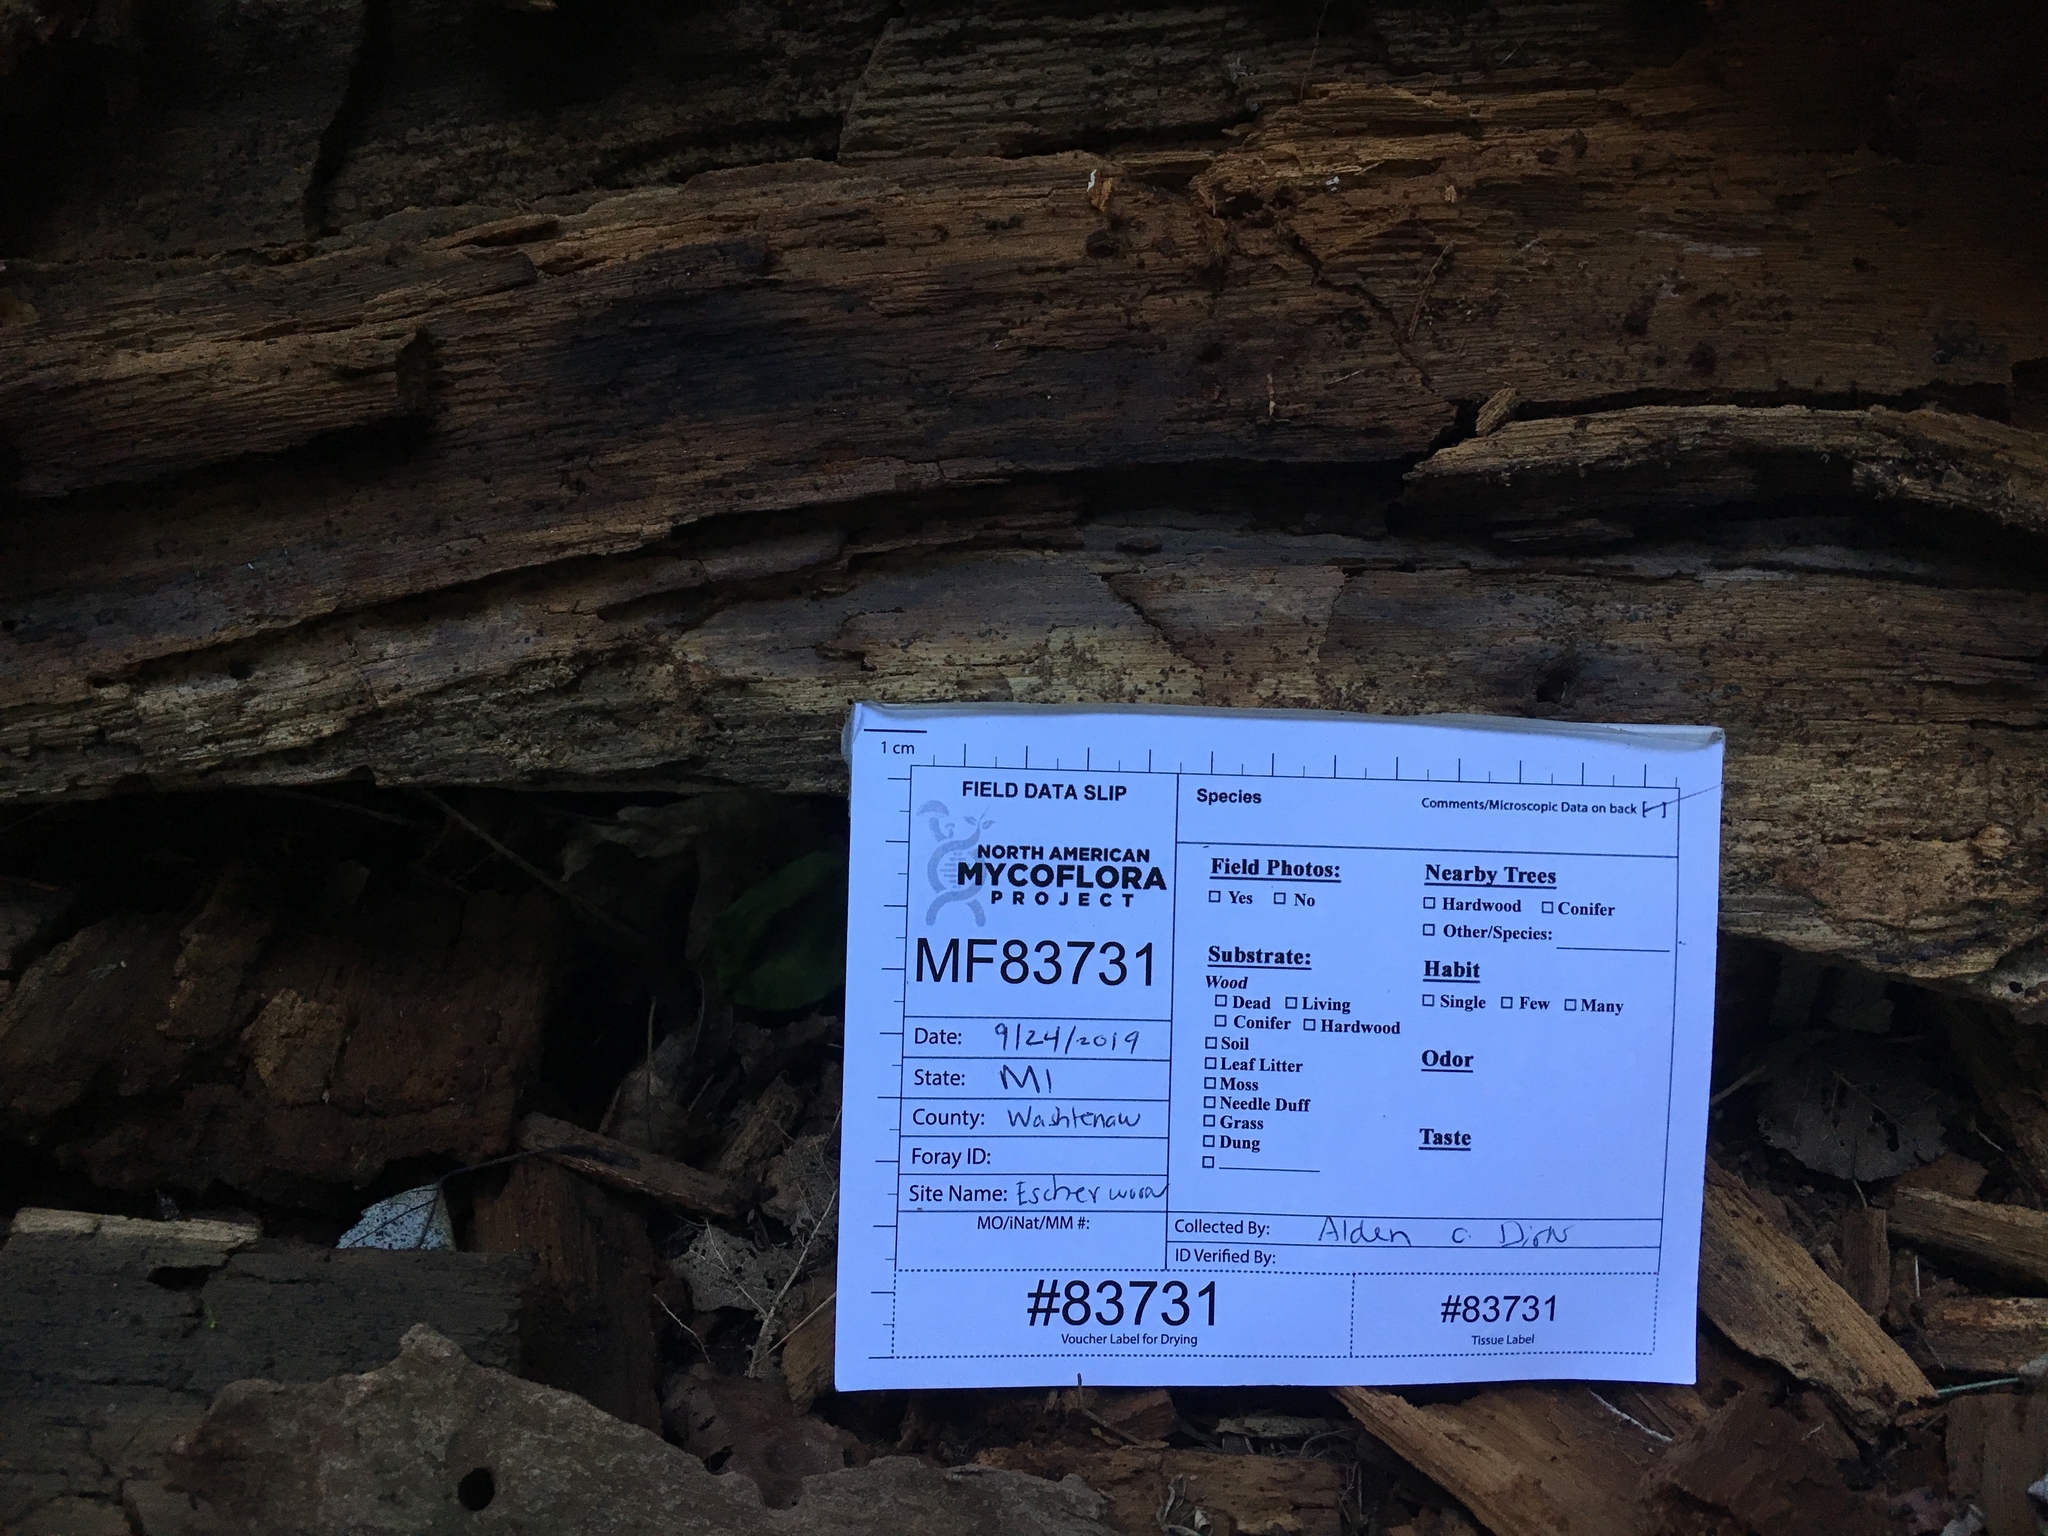 1 cm
FIELD DATA SLIP
NORTH AMERICAN
MYCOFLORA
PROJECT
MF83731
Date: 9/24/2019
State: MI
County: Washtenaw
Foray ID:
Site Name: Escher
MO/iNat/MM #:
Species
Comments/Microscopic Data on back [ ]
Field Photos:
Yes No
Substrate:
Wood
Dead Living
Conifer Hardwood
Soil
Leaf Litter
Moss
Needle Duff
Grass
Dung
Nearby Trees
Hardwood Conifer
Other/Species:
Habit
Single Few Many
Odor
Taste
Collected By: Alden C.
ID Verified By:
#83731
Voucher Label for Drying
#83731
Tissue Label